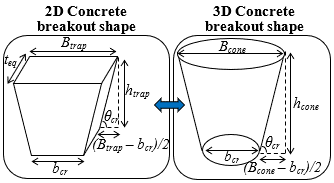 2D Concrete
breakout shape
3D Concrete
breakout shape
t_eq
B_trap
h_trap
θ_cr
b_cr
(B_trap − b_cr)/2
B_cone
h_cone
θ_cr
b_cr
(B_cone − b_cr)/2